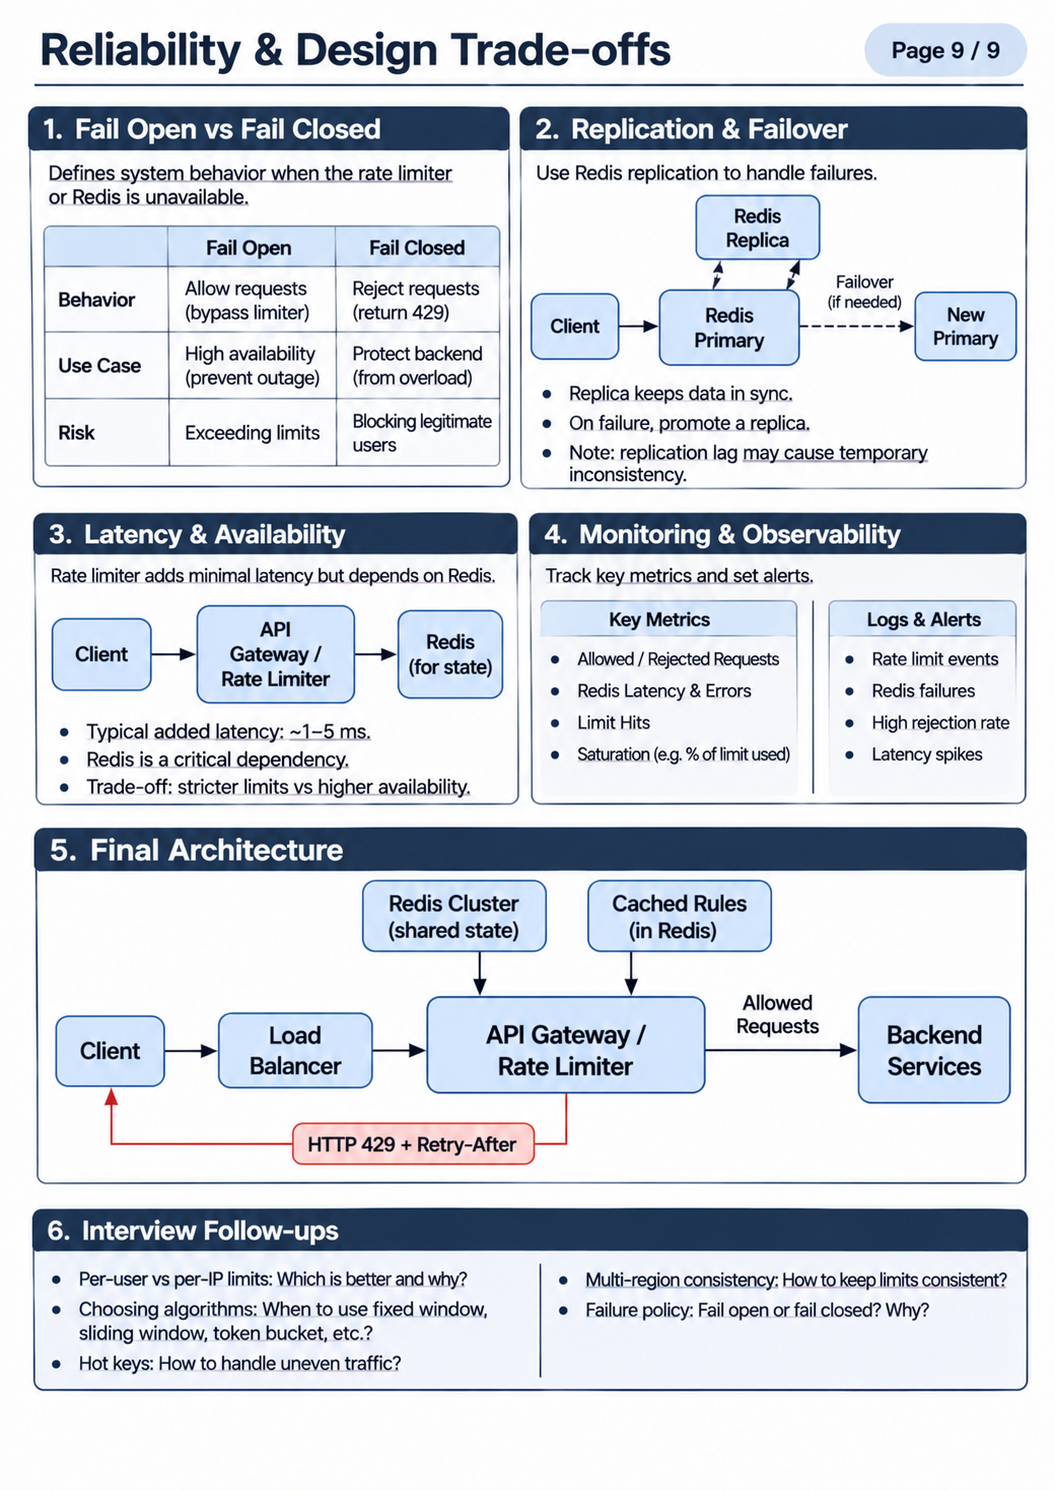 Reliability & Design Trade-offs
Page 9 / 9
1. Fail Open vs Fail Closed
Defines system behavior when the rate limiter
or Redis is unavailable.
Fail Open
Fail Closed
Behavior
Allow requests
(bypass limiter)
Reject requests
(return 429)
Use Case
High availability
(prevent outage)
Protect backend
(from overload)
Risk
Exceeding limits
Blocking legitimate
users
2. Replication & Failover
Use Redis replication to handle failures.
Redis
Replica
Client
Redis
Primary
Failover
(if needed)
New
Primary
• Replica keeps data in sync.
• On failure, promote a replica.
• Note: replication lag may cause temporary
inconsistency.
3. Latency & Availability
Rate limiter adds minimal latency but depends on Redis.
Client
API
Gateway /
Rate Limiter
Redis
(for state)
• Typical added latency: ~1–5 ms.
• Redis is a critical dependency.
• Trade-off: stricter limits vs higher availability.
4. Monitoring & Observability
Track key metrics and set alerts.
Key Metrics
• Allowed / Rejected Requests
• Redis Latency & Errors
• Limit Hits
• Saturation (e.g. % of limit used)
Logs & Alerts
• Rate limit events
• Redis failures
• High rejection rate
• Latency spikes
5. Final Architecture
Redis Cluster
(shared state)
Cached Rules
(in Redis)
Client
Load
Balancer
API Gateway /
Rate Limiter
Allowed
Requests
Backend
Services
HTTP 429 + Retry-After
6. Interview Follow-ups
• Per-user vs per-IP limits: Which is better and why?
• Choosing algorithms: When to use fixed window,
sliding window, token bucket, etc.?
• Hot keys: How to handle uneven traffic?
• Multi-region consistency: How to keep limits consistent?
• Failure policy: Fail open or fail closed? Why?